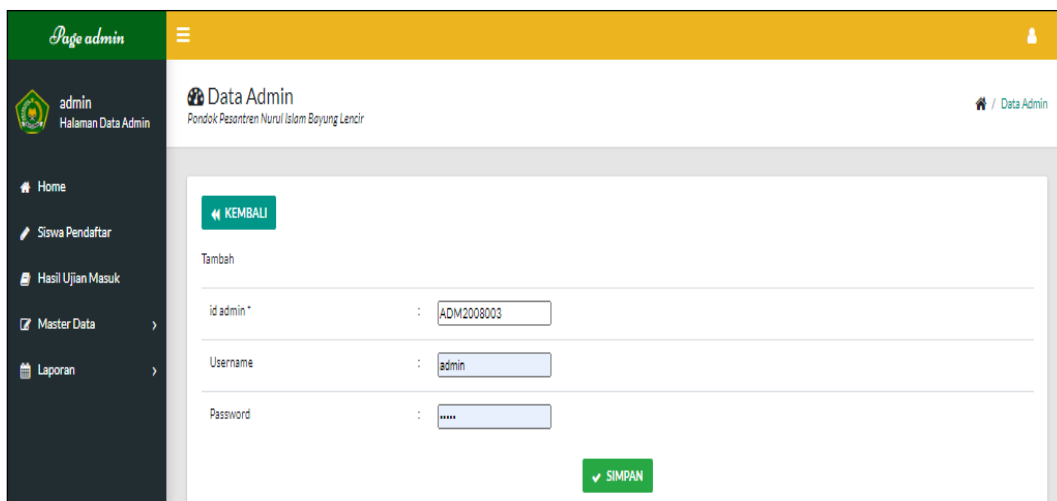 Page admin
admin
Halaman Data Admin
Home
Siswa Pendaftar
Hasil Ujian Masuk
Master Data
Laporan
Data Admin
Pondok Pesantren Nurul Islam Bayung Lencir
/ Data Admin
KEMBALI
Tambah
id admin * : ADM2008003
Username : admin
Password : •••••
SIMPAN